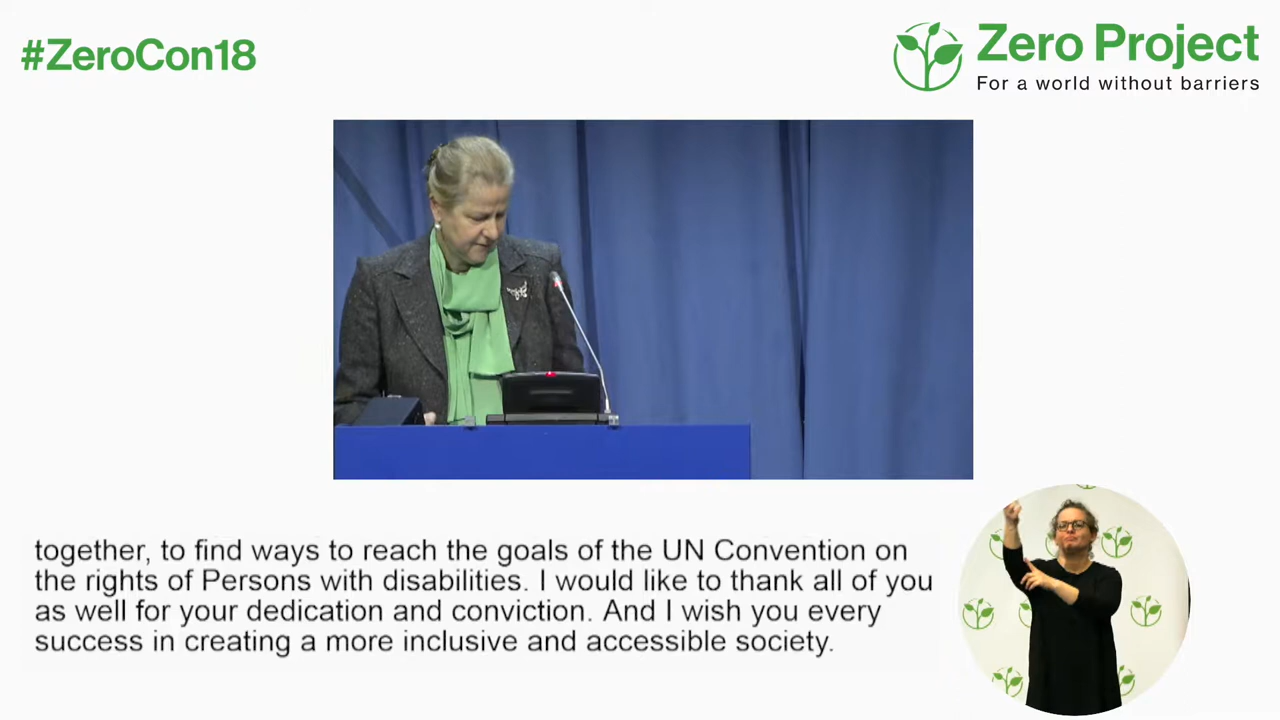 #ZeroCon18
Zero Project
For a world without barriers
together, to find ways to reach the goals of the UN Convention on
the rights of Persons with disabilities. I would like to thank all of you
as well for your dedication and conviction. And I wish you every
success in creating a more inclusive and accessible society.